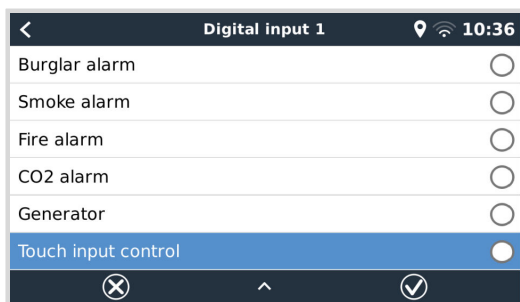 Digital input 1 10:36
Burglar alarm
Smoke alarm
Fire alarm
CO2 alarm
Generator
Touch input control